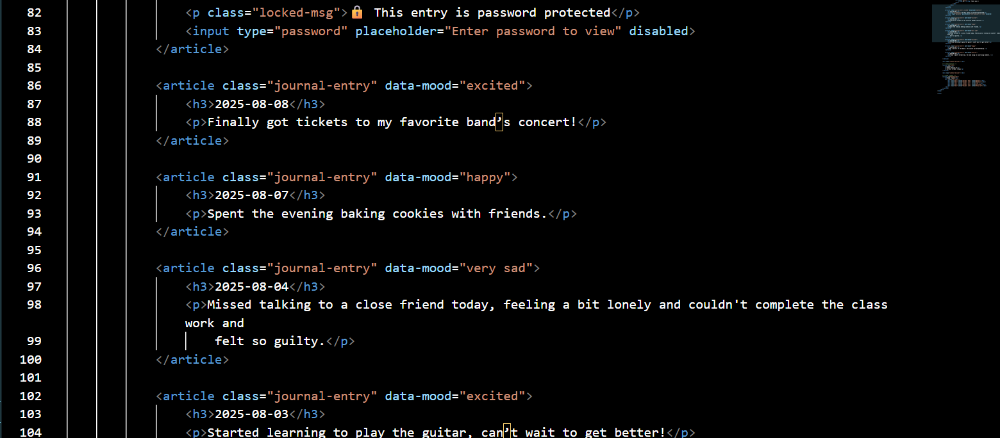 82 <p class="locked-msg">🔒 This entry is password protected</p>
83 <input type="password" placeholder="Enter password to view" disabled>
84 </article>
85
86 <article class="journal-entry" data-mood="excited">
87 <h3>2025-08-08</h3>
88 <p>Finally got tickets to my favorite band’s concert!</p>
89 </article>
90
91 <article class="journal-entry" data-mood="happy">
92 <h3>2025-08-07</h3>
93 <p>Spent the evening baking cookies with friends.</p>
94 </article>
95
96 <article class="journal-entry" data-mood="very sad">
97 <h3>2025-08-04</h3>
98 <p>Missed talking to a close friend today, feeling a bit lonely and couldn't complete the class
work and
99 felt so guilty.</p>
100 </article>
101
102 <article class="journal-entry" data-mood="excited">
103 <h3>2025-08-03</h3>
104 <p>Started learning to play the guitar, can’t wait to get better!</p>